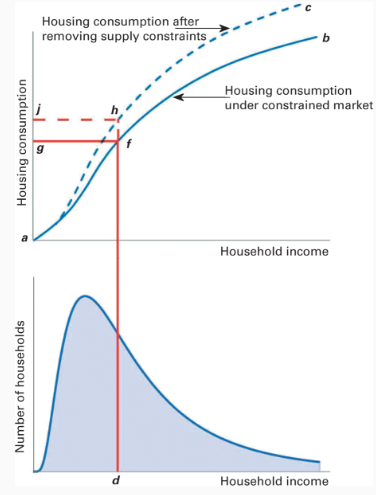 c
Housing consumption after
removing supply constraints
b
Housing consumption
under constrained market
j
h
g
f
a
Housing consumption
Household income
Number of households
d
Household income